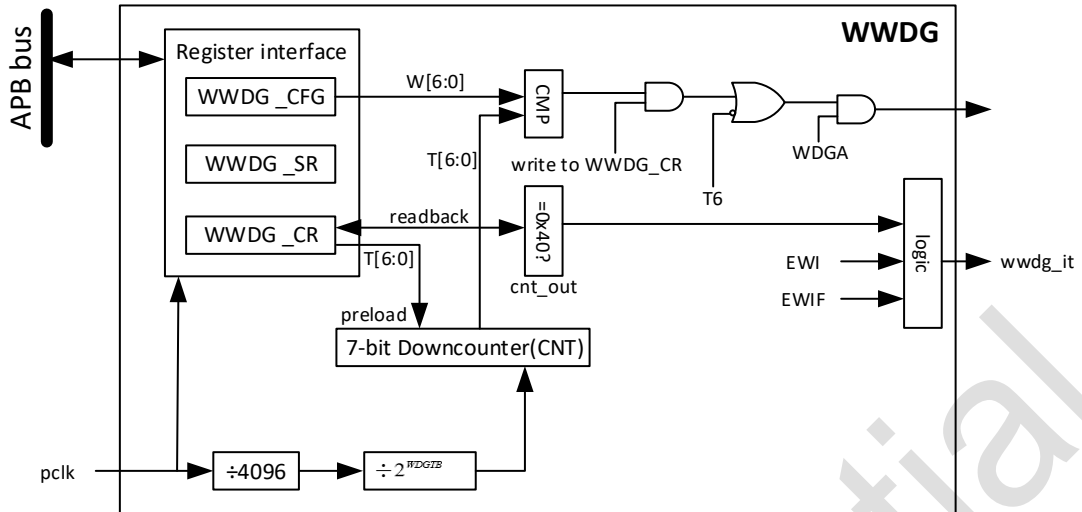 WWDG
APB bus
Register interface
WWDG _CFG
WWDG _SR
WWDG _CR
W[6:0]
CMP
T[6:0]
write to WWDG_CR
T6
WDGA
readback
=0x40?
cnt_out
T[6:0]
preload
7-bit Downcounter(CNT)
EWI
EWIF
logic
wwdg_it
pclk
÷4096
÷2^WDGTB